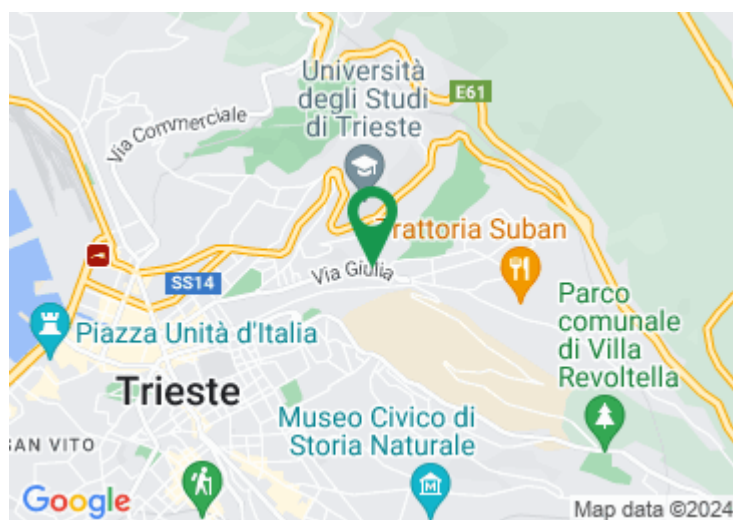 Università
degli Studi
di Trieste
E61
Via Commerciale
Trattoria Suban
Via Giulia
SS14
Parco
comunale
di Villa
Revoltella
Piazza Unità d'Italia
Trieste
Museo Civico di
Storia Naturale
SAN VITO
Google
Map data ©2024